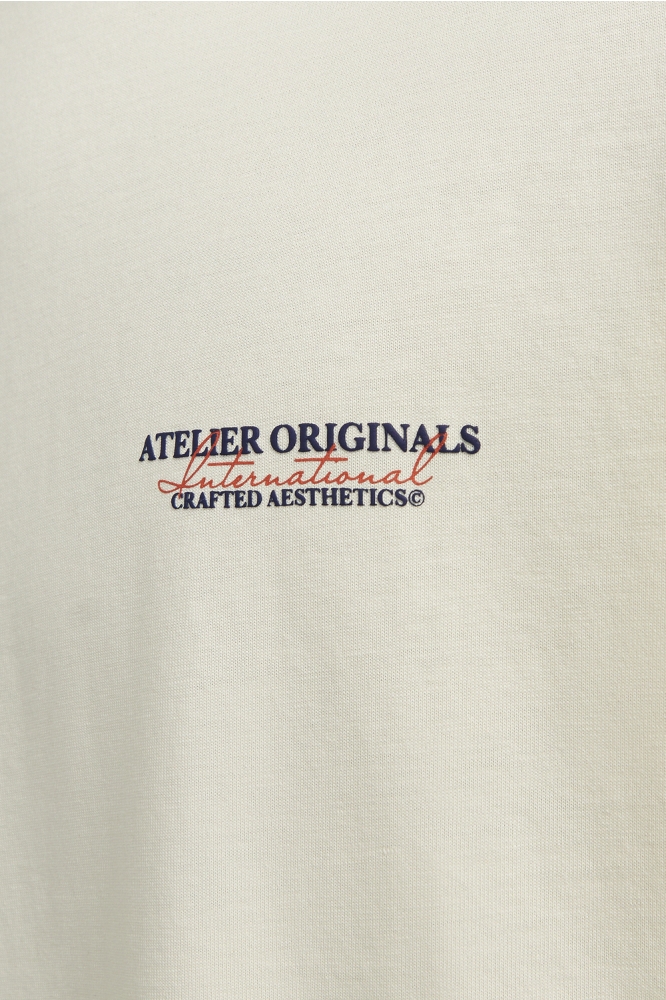 ATELIER ORIGINALS
International
CRAFTED AESTHETICS©